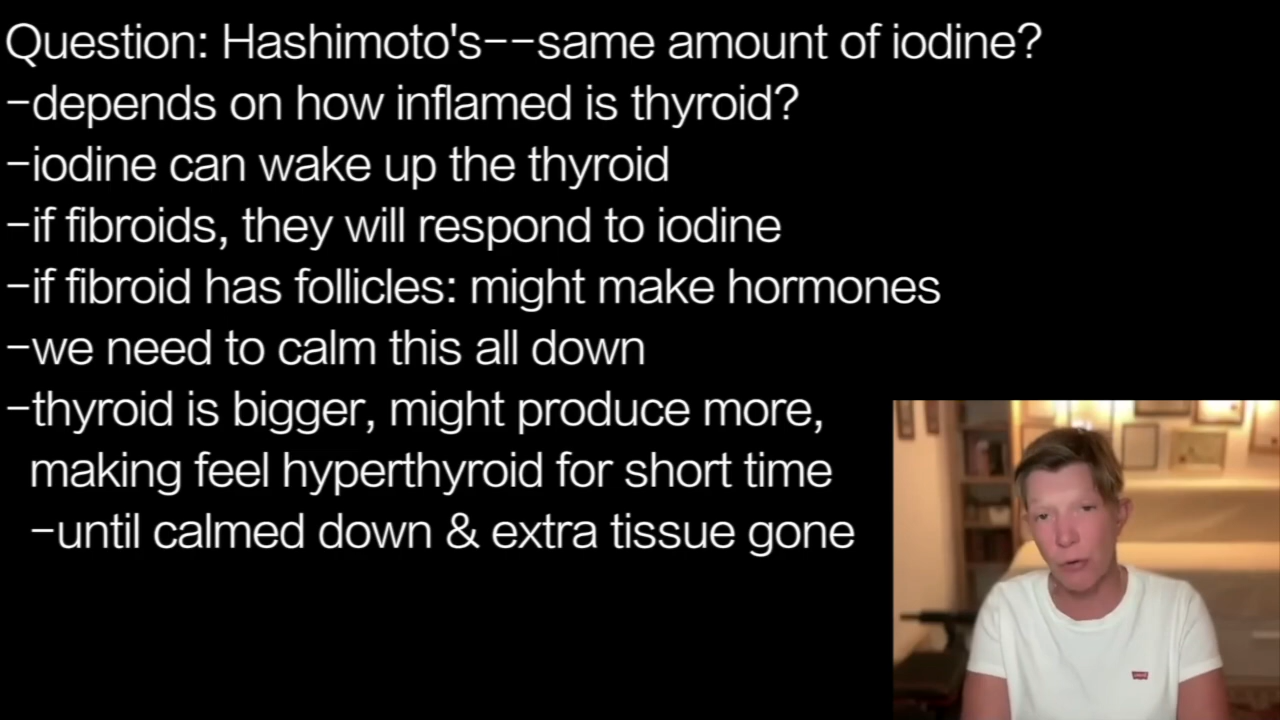 Question: Hashimoto's--same amount of iodine?
-depends on how inflamed is thyroid?
-iodine can wake up the thyroid
-if fibroids, they will respond to iodine
-if fibroid has follicles: might make hormones
-we need to calm this all down
-thyroid is bigger, might produce more,
making feel hyperthyroid for short time
-until calmed down & extra tissue gone